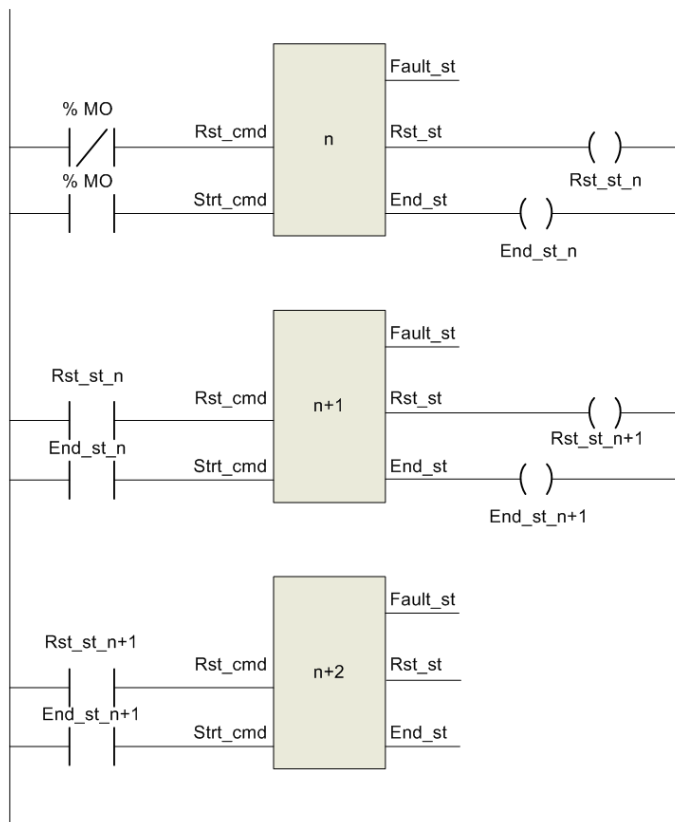 Fault_st
% MO
Rst_cmd
n
Rst_st
Rst_st_n
% MO
Strt_cmd
End_st
End_st_n
Fault_st
Rst_st_n
Rst_cmd
n+1
Rst_st
Rst_st_n+1
End_st_n
Strt_cmd
End_st
End_st_n+1
Fault_st
Rst_st_n+1
Rst_cmd
n+2
Rst_st
End_st_n+1
Strt_cmd
End_st